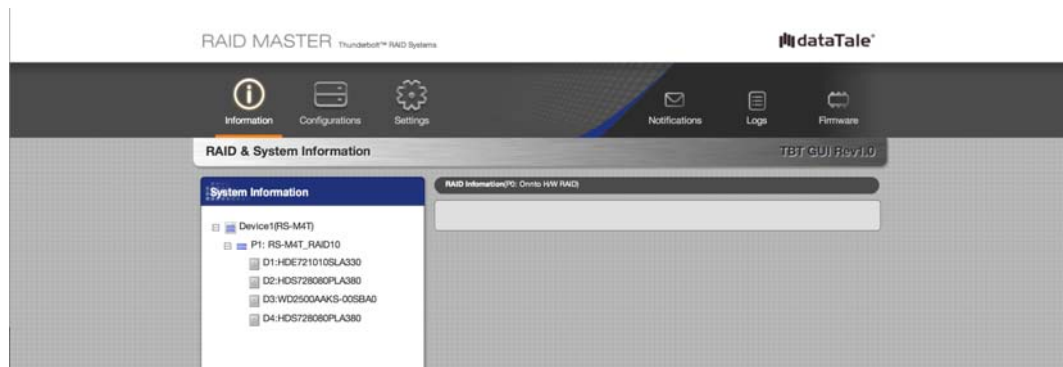 RAID MASTER Thunderbolt™ RAID Systems
dataTale®
Information Configurations Settings Notifications Logs Firmware
RAID & System Information TBT GUI Rev1.0
System Information
RAID Infomation(P0: Onnto H/W RAID)
Device1(RS-M4T)
P1: RS-M4T_RAID10
D1:HDE721010SLA330
D2:HDS728080PLA380
D3:WD2500AAKS-00SBA0
D4:HDS728080PLA380